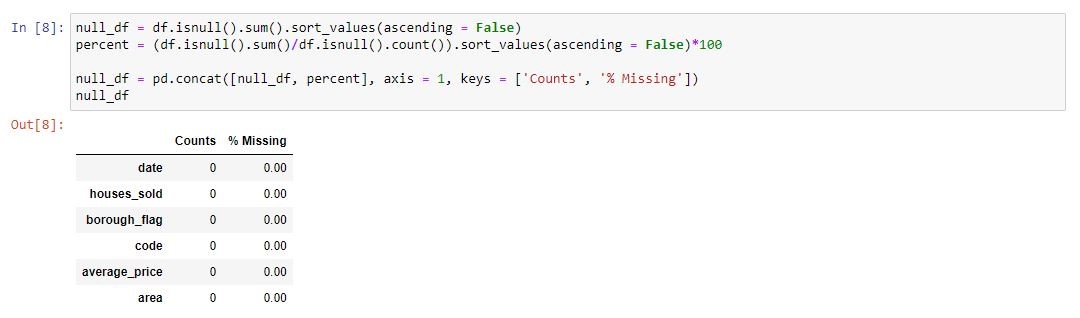 In [8]: null_df = df.isnull().sum().sort_values(ascending = False)
percent = (df.isnull().sum()/df.isnull().count()).sort_values(ascending = False)*100
null_df = pd.concat([null_df, percent], axis = 1, keys = ['Counts', '% Missing'])
null_df
Out[8]:
Counts % Missing
date 0 0.00
houses_sold 0 0.00
borough_flag 0 0.00
code 0 0.00
average_price 0 0.00
area 0 0.00